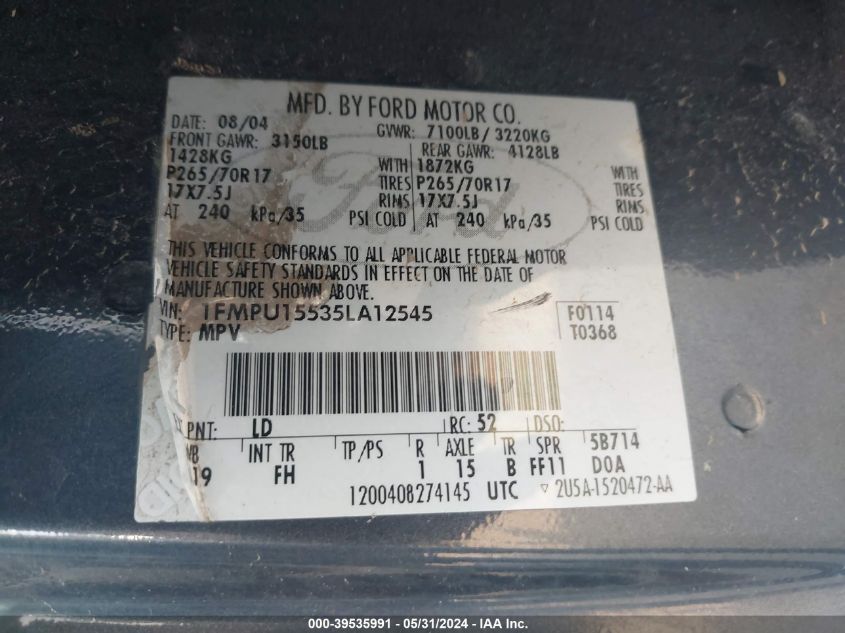 MFD. BY FORD MOTOR CO.
DATE: 08/04 GVWR: 7100LB/ 3220KG
FRONT GAWR: 3150LB REAR GAWR: 4128LB
1428KG WITH 1872KG WITH
P265/70R17 TIRES P265/70R17 TIRES
17X7.5J RIMS 17X7.5J RIMS
AT 240 kPa/35 PSI COLD AT 240 kPa/35 PSI COLD
Ford
THIS VEHICLE CONFORMS TO ALL APPLICABLE FEDERAL MOTOR
VEHICLE SAFETY STANDARDS IN EFFECT ON THE DATE OF
MANUFACTURE SHOWN ABOVE.
VIN: 1FMPU15535LA12545 F0114
TYPE: MPV T0368
PNT: LD RC: 52 DSO:
WB INT TR TP/PS R AXLE TR SPR 5B714
19 FH 1 15 B FF11 DOA
1200408274145 UTC ▽ 2U5A-1520472-AA
000-39535991 - 05/31/2024 - IAA Inc.